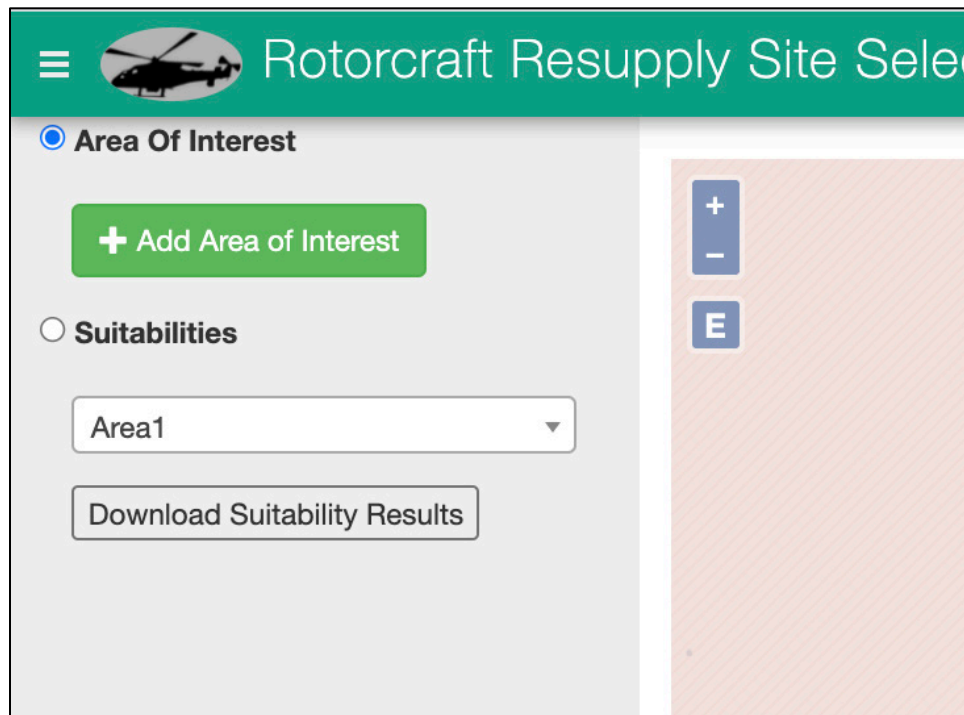 Rotorcraft Resupply Site Sele
Area Of Interest
+ Add Area of Interest
+
−
E
Suitabilities
Area1
Download Suitability Results